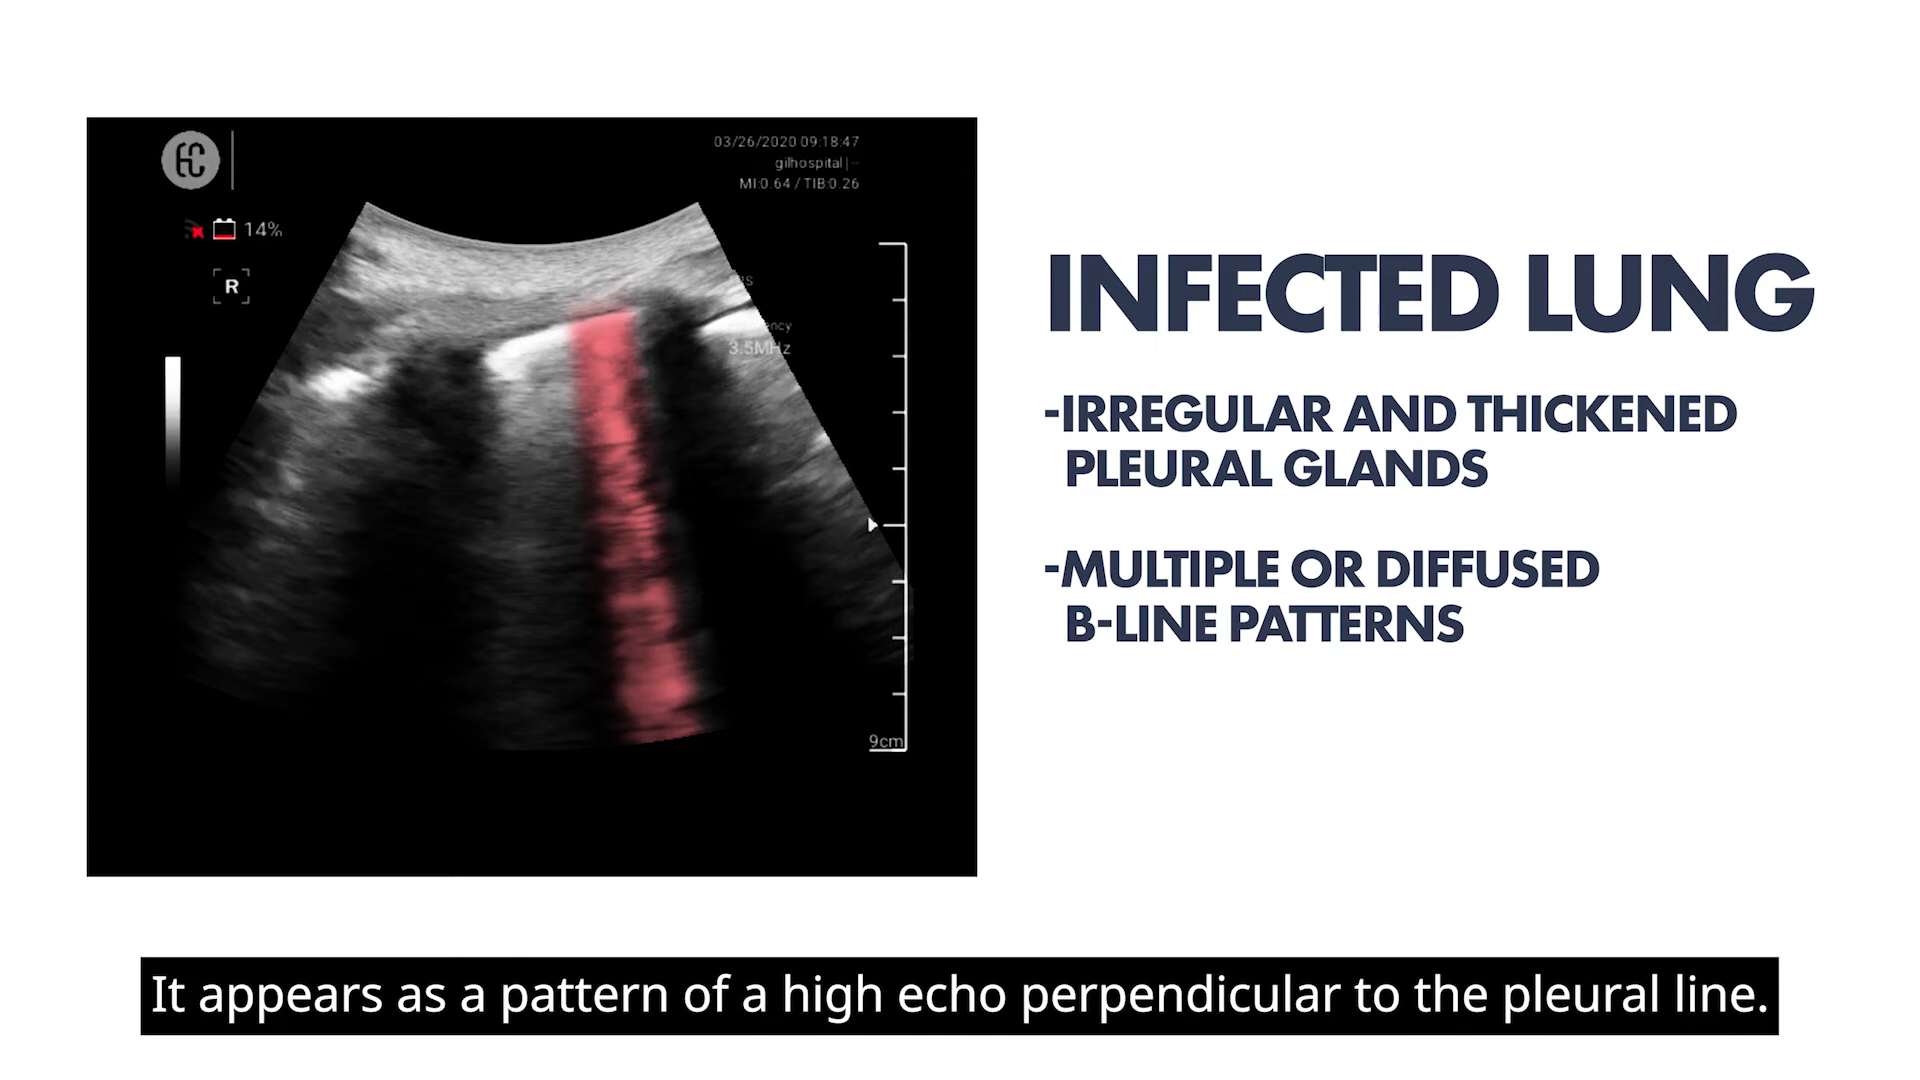 EC
03/26/2020 09:18:47
gilhospital | --
MI:0.64 / TIB:0.26
14%
R
3.5MHz
9cm
INFECTED LUNG
-IRREGULAR AND THICKENED
PLEURAL GLANDS
-MULTIPLE OR DIFFUSED
B-LINE PATTERNS
It appears as a pattern of a high echo perpendicular to the pleural line.